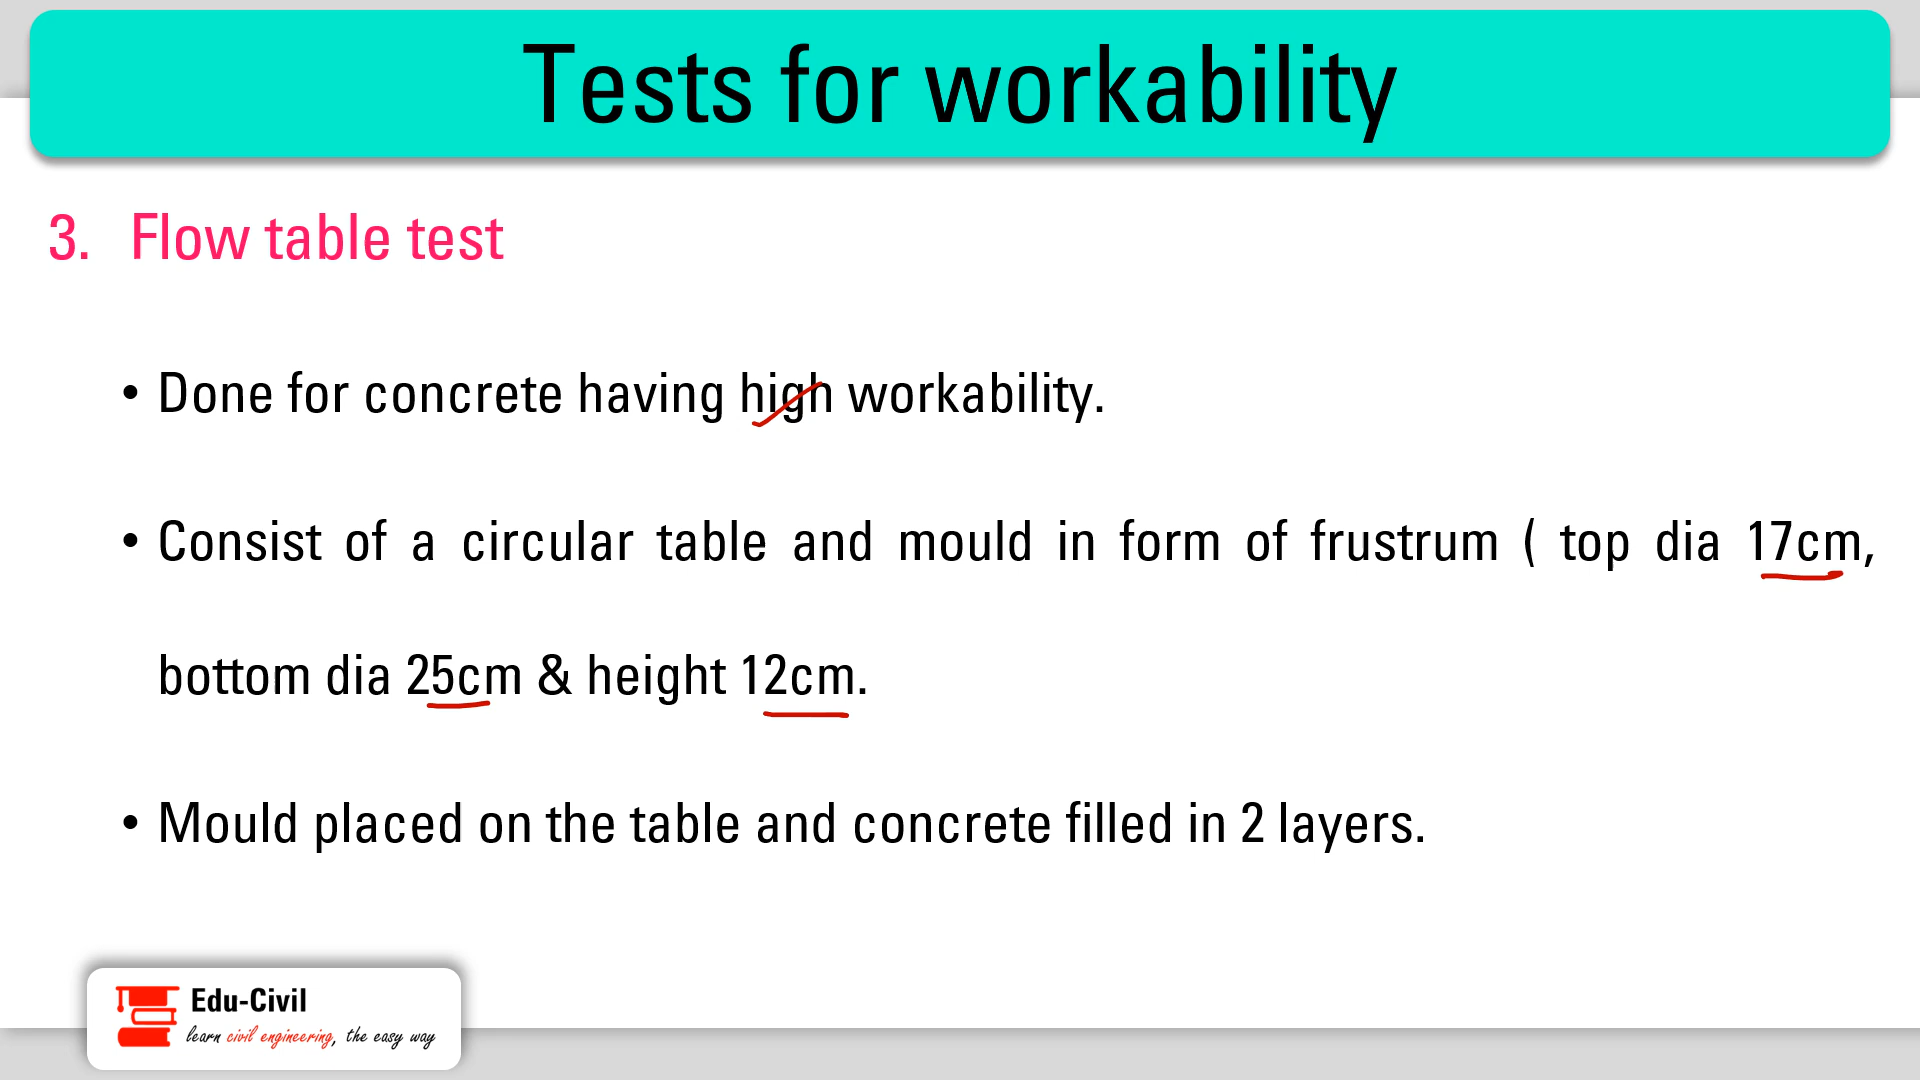 Tests for workability
3. Flow table test
• Done for concrete having high workability.
• Consist of a circular table and mould in form of frustrum ( top dia 17cm,
bottom dia 25cm & height 12cm.
• Mould placed on the table and concrete filled in 2 layers.
Edu-Civil
learn civil engineering, the easy way